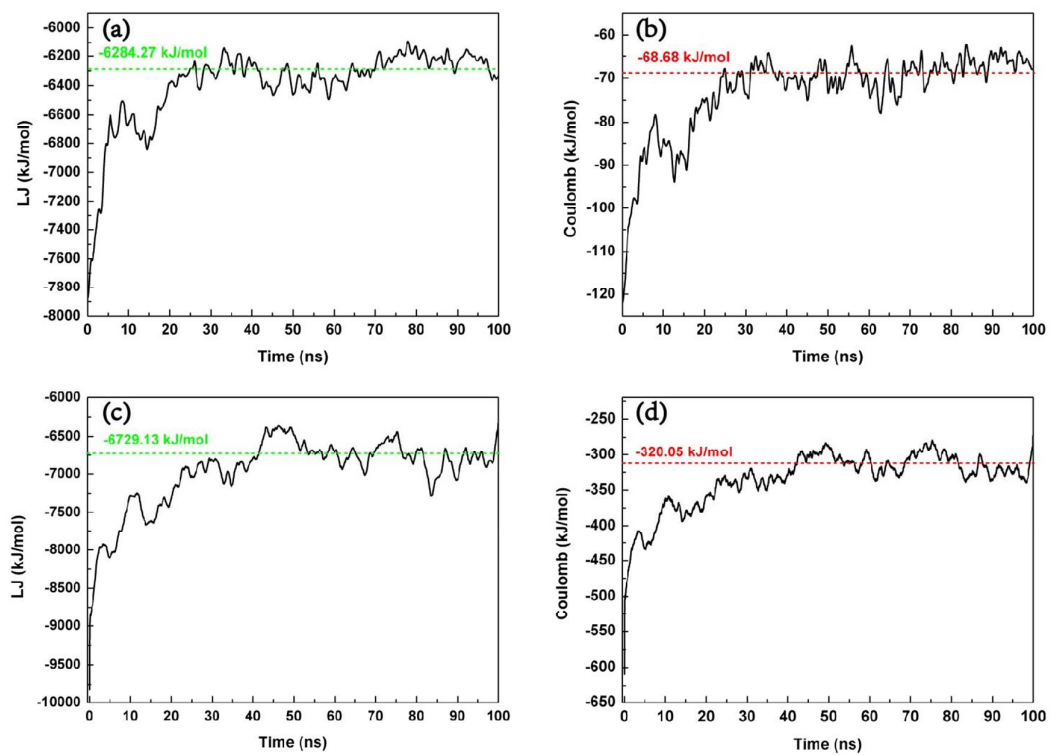 (a)
-6284.27 kJ/mol
LJ (kJ/mol)
-6000
-6200
-6400
-6600
-6800
-7000
-7200
-7400
-7600
-7800
-8000
0 10 20 30 40 50 60 70 80 90 100
Time (ns)
(b)
-68.68 kJ/mol
Coulomb (kJ/mol)
-60
-70
-80
-90
-100
-110
-120
0 10 20 30 40 50 60 70 80 90 100
Time (ns)
(c)
-6729.13 kJ/mol
LJ (kJ/mol)
-6000
-6500
-7000
-7500
-8000
-8500
-9000
-9500
-10000
0 10 20 30 40 50 60 70 80 90 100
Time (ns)
(d)
-320.05 kJ/mol
Coulomb (kJ/mol)
-250
-300
-350
-400
-450
-500
-550
-600
-650
0 10 20 30 40 50 60 70 80 90 100
Time (ns)